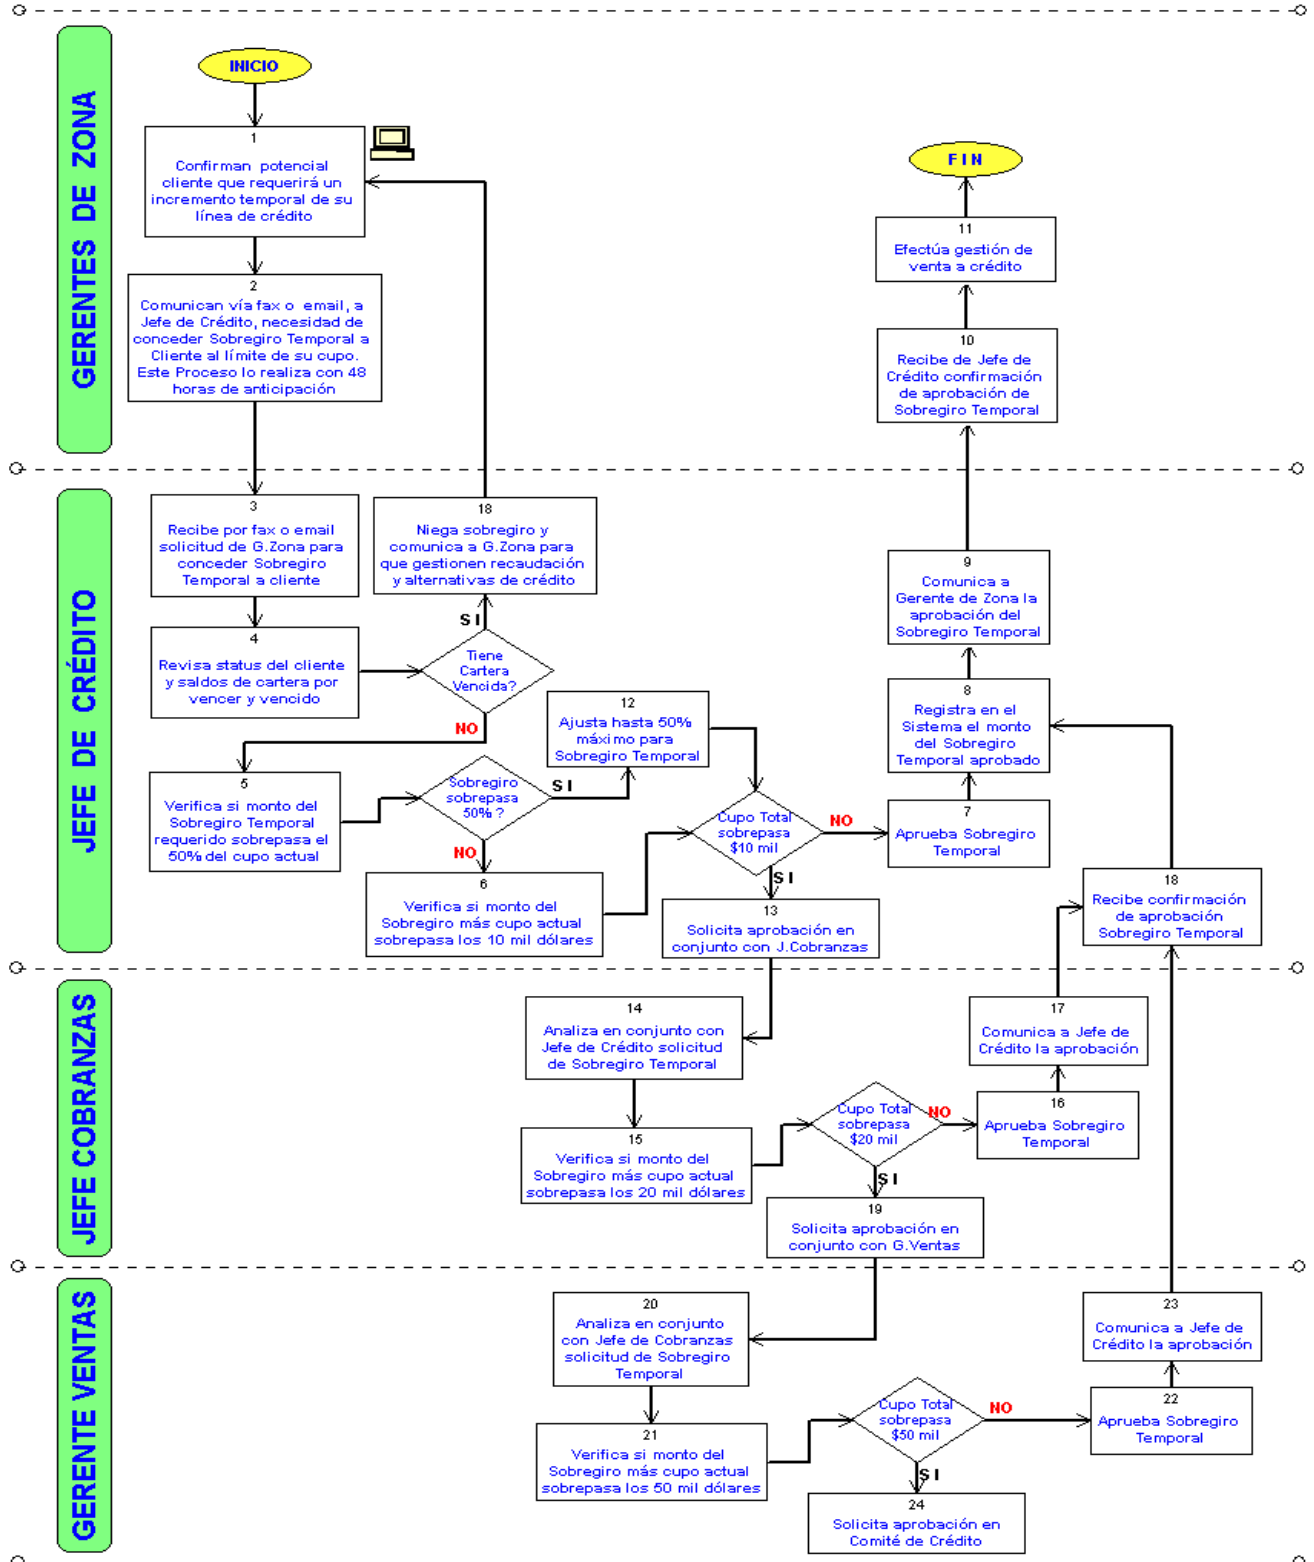 GERENTES DE ZONA
INICIO
1
Confirman potencial
cliente que requerirá un
incremento temporal de su
línea de crédito
2
Comunican vía fax o email, a
Jefe de Crédito, necesidad de
conceder Sobregiro Temporal a
Cliente al límite de su cupo.
Este Proceso lo realiza con 48
horas de anticipación
FIN
11
Efectúa gestión de
venta a crédito
10
Recibe de Jefe de
Crédito confirmación
de aprobación de
Sobregiro Temporal
JEFE DE CRÉDITO
3
Recibe por fax o email
solicitud de G.Zona para
conceder Sobregiro
Temporal a cliente
18
Niega sobregiro y
comunica a G.Zona para
que gestionen recaudación
y alternativas de crédito
SI
4
Revisa status del cliente
y saldos de cartera por
vencer y vencido
Tiene
Cartera
Vencida?
NO
5
Verifica si monto del
Sobregiro Temporal
requerido sobrepasa el
50% del cupo actual
Sobregiro
sobrepasa
50% ?
SI
NO
12
Ajusta hasta 50%
máximo para
Sobregiro Temporal
6
Verifica si monto del
Sobregiro más cupo actual
sobrepasa los 10 mil dólares
Cupo Total
sobrepasa
$10 mil
NO
SI
9
Comunica a
Gerente de Zona la
aprobación del
Sobregiro Temporal
8
Registra en el
Sistema el monto
del Sobregiro
Temporal aprobado
7
Aprueba Sobregiro
Temporal
13
Solicita aprobación en
conjunto con J.Cobranzas
18
Recibe confirmación
de aprobación
Sobregiro Temporal
JEFE COBRANZAS
14
Analiza en conjunto con
Jefe de Crédito solicitud
de Sobregiro Temporal
15
Verifica si monto del
Sobregiro más cupo actual
sobrepasa los 20 mil dólares
Cupo Total
sobrepasa
$20 mil
NO
SI
17
Comunica a Jefe de
Crédito la aprobación
16
Aprueba Sobregiro
Temporal
19
Solicita aprobación en
conjunto con G.Ventas
GERENTE VENTAS
20
Analiza en conjunto
con Jefe de Cobranzas
solicitud de Sobregiro
Temporal
21
Verifica si monto del
Sobregiro más cupo actual
sobrepasa los 50 mil dólares
Cupo Total
sobrepasa
$50 mil
NO
SI
23
Comunica a Jefe de
Crédito la aprobación
22
Aprueba Sobregiro
Temporal
24
Solicita aprobación en
Comité de Crédito